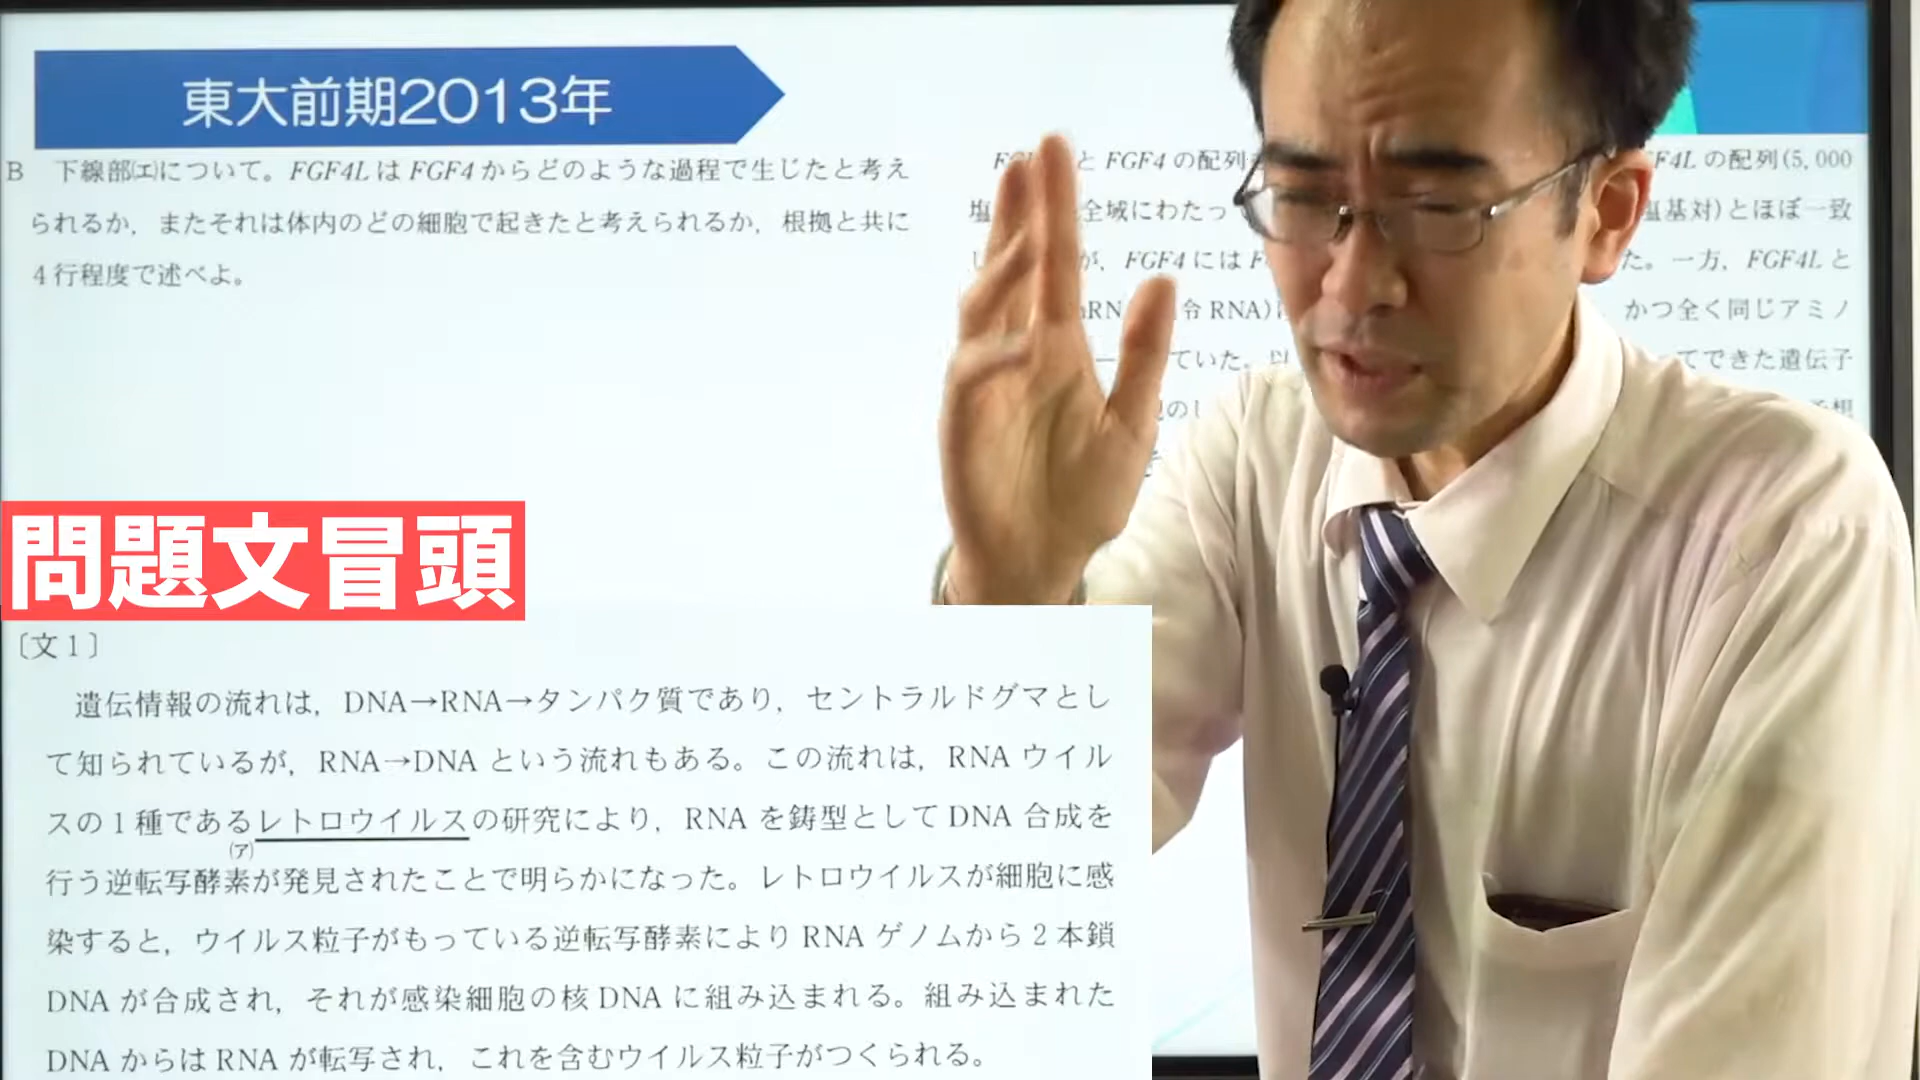 東大前期2013年
B 下線部(エ)について。FGF4LはFGF4からどのような過程で生じたと考え
られるか，またそれは体内のどの細胞で起きたと考えられるか，根拠と共に
4行程度で述べよ。
と FGF4 の配列
F4L の配列(5,000
塩
全域にわたっ
塩基対)とほぼ一致
が，FGF4 には F
た。一方，FGF4L と
令 RNA)に
かつ全く同じアミノ
ていた。以
てできた遺伝子
問題文冒頭
〔文1〕
遺伝情報の流れは，DNA→RNA→タンパク質であり，セントラルドグマとし
て知られているが，RNA→DNA という流れもある。この流れは，RNA ウイル
スの1種であるレトロウイルスの研究により，RNA を鋳型として DNA 合成を
(ア)
行う逆転写酵素が発見されたことで明らかになった。レトロウイルスが細胞に感
染すると，ウイルス粒子がもっている逆転写酵素により RNA ゲノムから2本鎖
DNA が合成され，それが感染細胞の核 DNA に組み込まれる。組み込まれた
DNA からは RNA が転写され，これを含むウイルス粒子がつくられる。